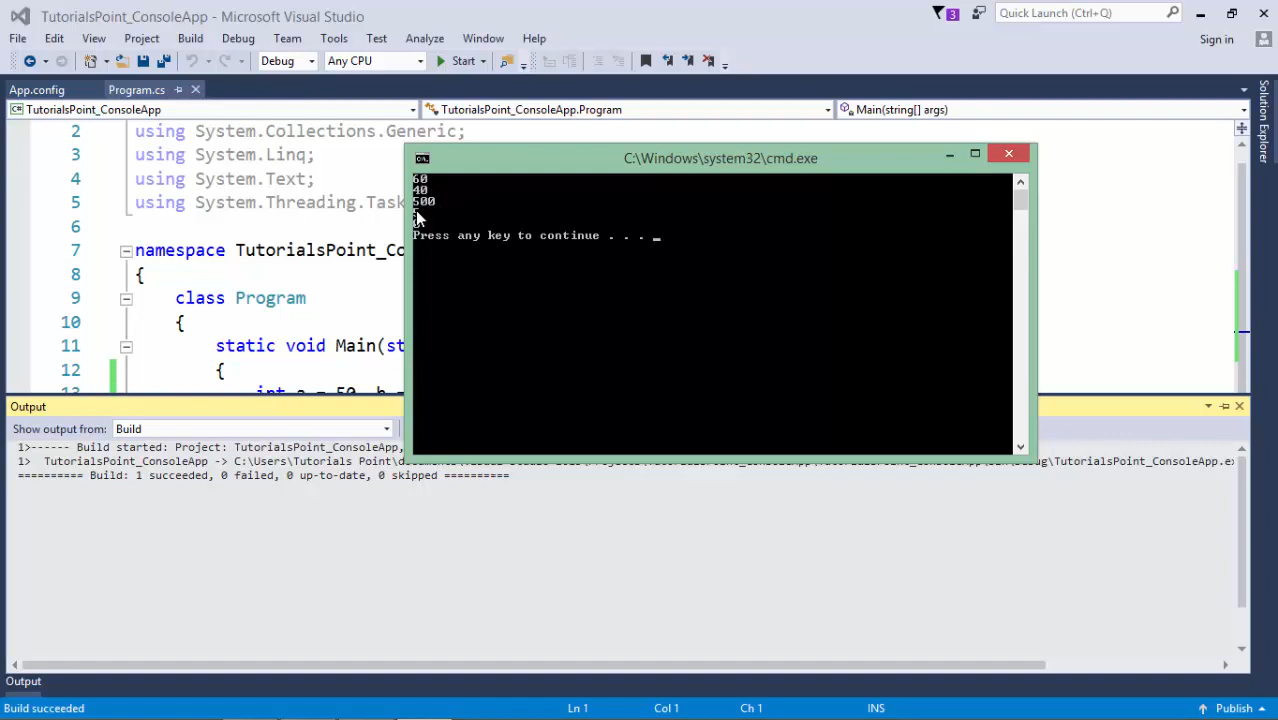 TutorialsPoint_ConsoleApp - Microsoft Visual Studio
3
Quick Launch (Ctrl+Q)
File Edit View Project Build Debug Team Tools Test Analyze Window Help
Sign in
Debug Any CPU Start
App.config Program.cs
TutorialsPoint_ConsoleApp TutorialsPoint_ConsoleApp.Program Main(string[] args)
Solution Explorer
2 using System.Collections.Generic;
3 using System.Linq;
4 using System.Text;
5 using System.Threading.Task
6
7 namespace TutorialsPoint_Co
8 {
9 class Program
10 {
11 static void Main(st
12 {
13 int a = 50, b =
C:\Windows\system32\cmd.exe
60
40
500
Press any key to continue . . . _
Output
Show output from: Build
1>------ Build started: Project: TutorialsPoint_ConsoleApp,
1> TutorialsPoint_ConsoleApp -> C:\Users\Tutorials Point\
========== Build: 1 succeeded, 0 failed, 0 up-to-date, 0 skipped ==========
Output
Build succeeded Ln 1 Col 1 Ch 1 INS Publish